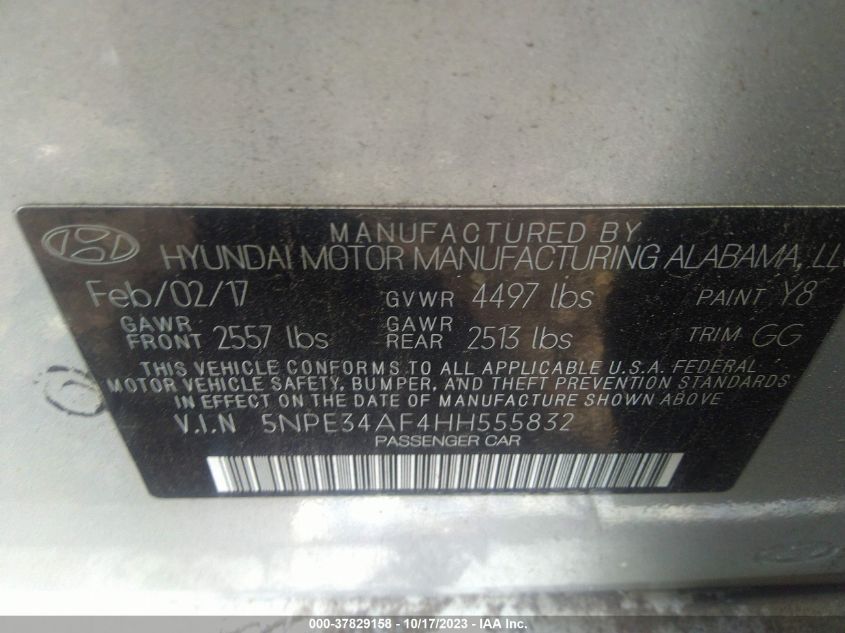 MANUFACTURED BY
HYUNDAI MOTOR MANUFACTURING ALABAMA, LLC
Feb/02/17 GVWR 4497 lbs PAINT Y8
GAWR FRONT 2557 lbs GAWR REAR 2513 lbs TRIM GG
THIS VEHICLE CONFORMS TO ALL APPLICABLE U.S.A. FEDERAL
MOTOR VEHICLE SAFETY, BUMPER, AND THEFT PREVENTION STANDARDS
IN EFFECT ON THE DATE OF MANUFACTURE SHOWN ABOVE
V.I.N 5NPE34AF4HH555832
PASSENGER CAR
000-37829158 - 10/17/2023 - IAA Inc.